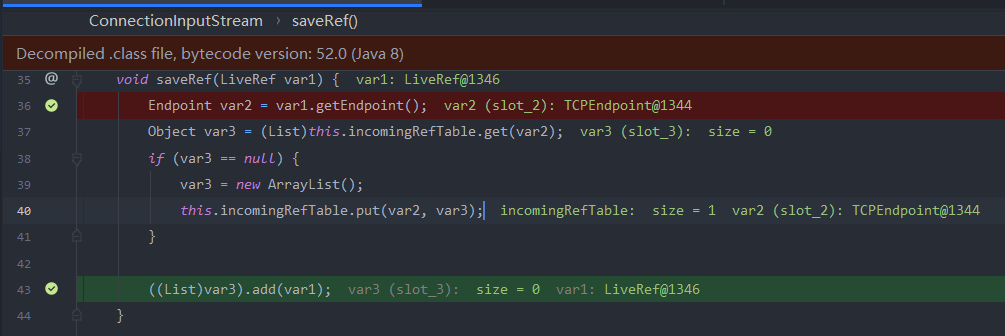 ConnectionInputStream › saveRef()
Decompiled .class file, bytecode version: 52.0 (Java 8)
35 @ void saveRef(LiveRef var1) { var1: LiveRef@1346
36 Endpoint var2 = var1.getEndpoint(); var2 (slot_2): TCPEndpoint@1344
37 Object var3 = (List)this.incomingRefTable.get(var2); var3 (slot_3): size = 0
38 if (var3 == null) {
39 var3 = new ArrayList();
40 this.incomingRefTable.put(var2, var3); incomingRefTable: size = 1 var2 (slot_2): TCPEndpoint@1344
41 }
42
43 ((List)var3).add(var1); var3 (slot_3): size = 0 var1: LiveRef@1346
44 }